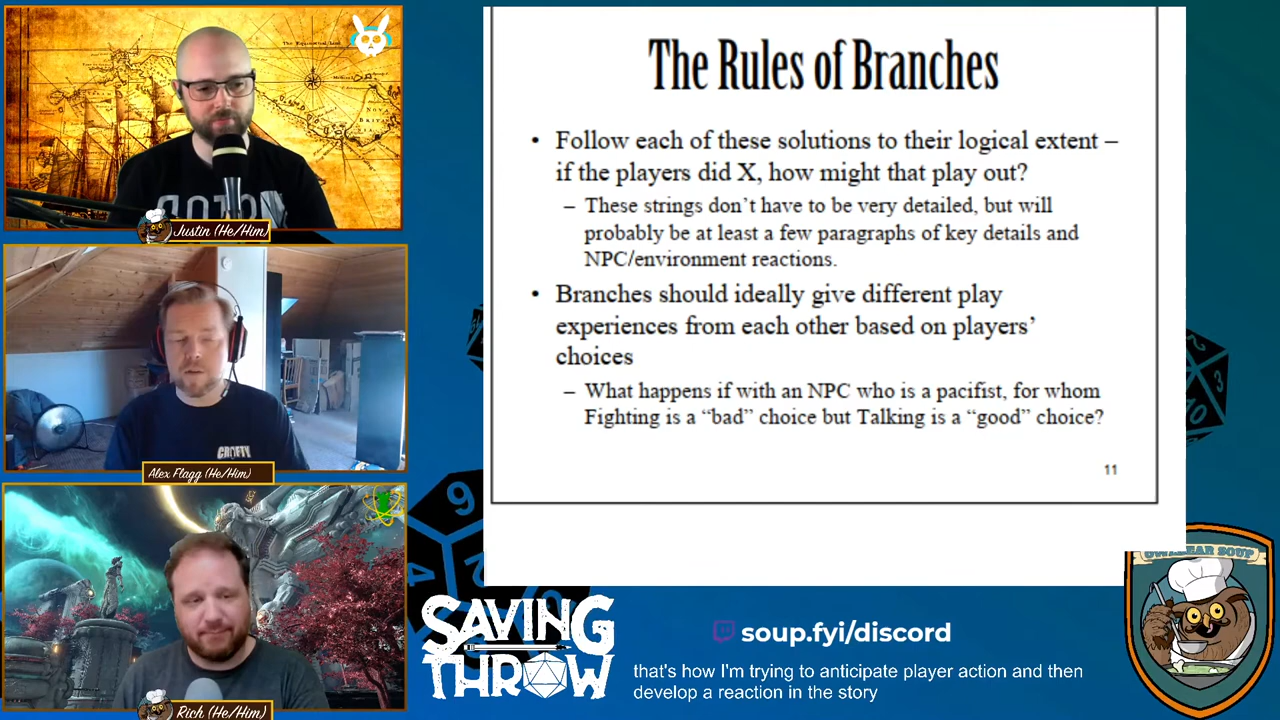 Justin (He/Him)
CROFTY
Alex Flagg (He/Him)
Rich (He/Him)
The Rules of Branches
• Follow each of these solutions to their logical extent –
if the players did X, how might that play out?
– These strings don’t have to be very detailed, but will
probably be at least a few paragraphs of key details and
NPC/environment reactions.
• Branches should ideally give different play
experiences from each other based on players’
choices
– What happens if with an NPC who is a pacifist, for whom
Fighting is a “bad” choice but Talking is a “good” choice?
11
SAVING
THROW
soup.fyi/discord
that's how I'm trying to anticipate player action and then
develop a reaction in the story